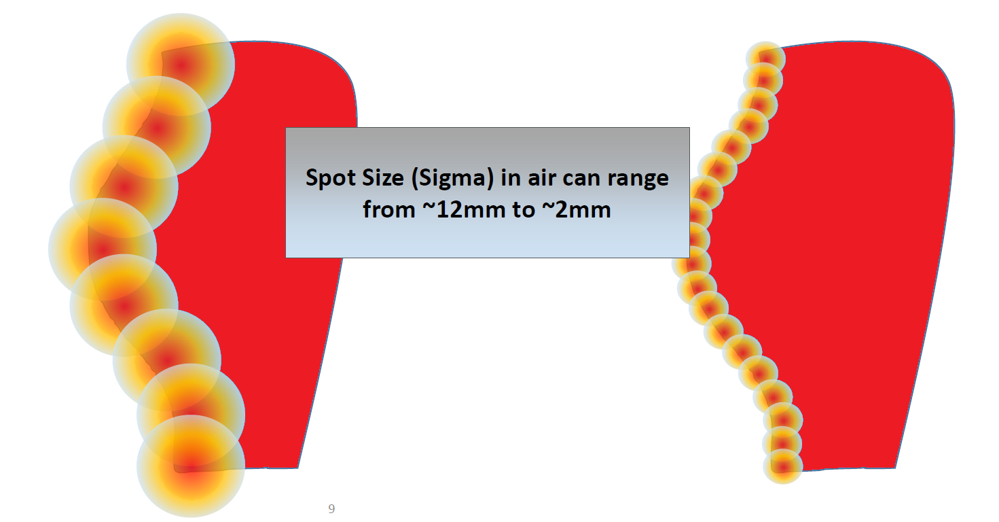 Spot Size (Sigma) in air can range
from ~12mm to ~2mm
9